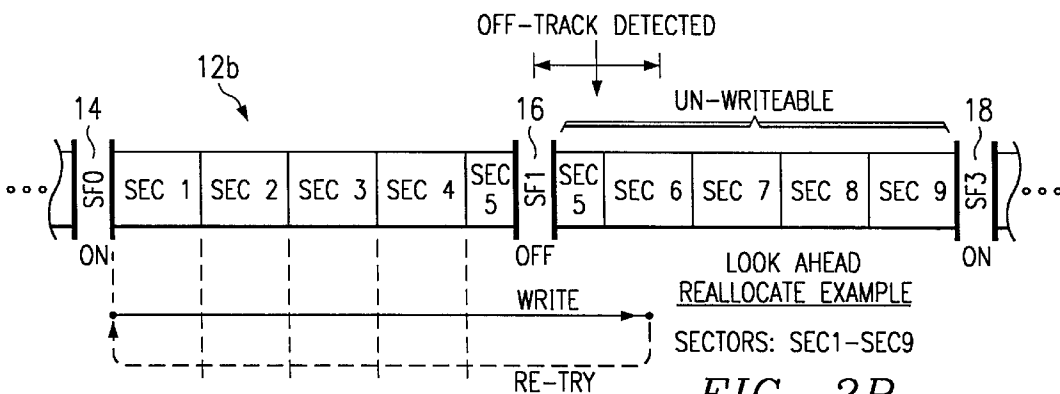 OFF-TRACK DETECTED
12b
14
16
UN-WRITEABLE
18
SF0
SEC 1
SEC 2
SEC 3
SEC 4
SEC
5
SF1
SEC
5
SEC 6
SEC 7
SEC 8
SEC 9
SF3
ON
OFF
ON
LOOK AHEAD
REALLOCATE EXAMPLE
WRITE
SECTORS: SEC1-SEC9
RE-TRY